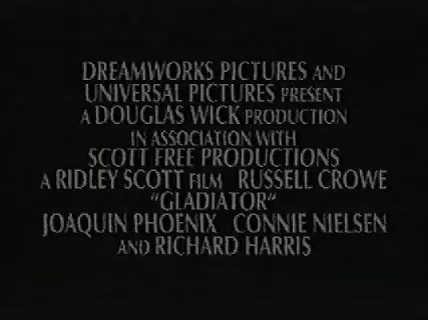 DREAMWORKS PICTURES AND
UNIVERSAL PICTURES PRESENT
A DOUGLAS WICK PRODUCTION
IN ASSOCIATION WITH
SCOTT FREE PRODUCTIONS
A RIDLEY SCOTT FILM RUSSELL CROWE
"GLADIATOR"
JOAQUIN PHOENIX CONNIE NIELSEN
AND RICHARD HARRIS